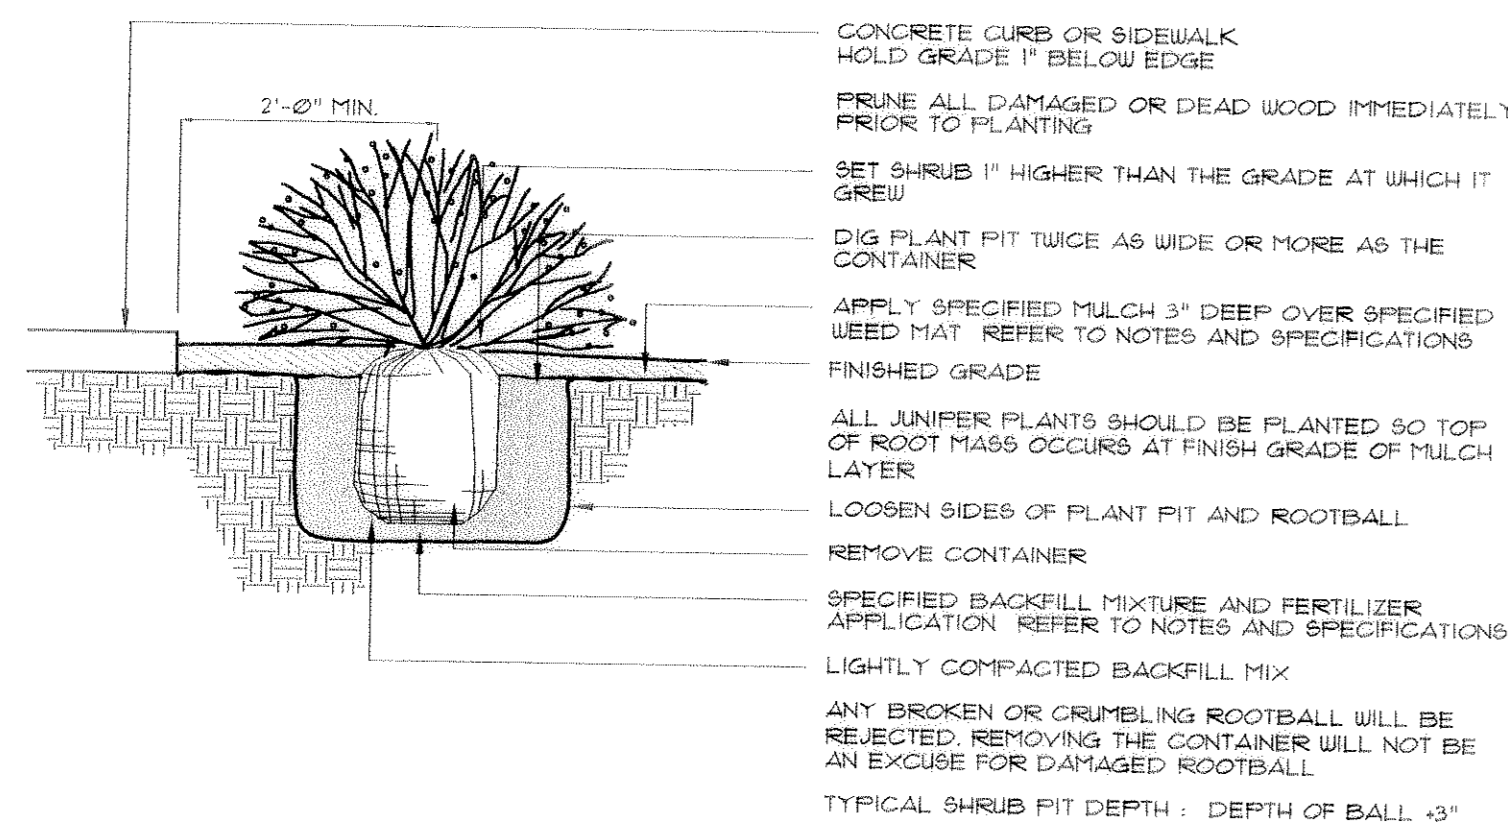 CONCRETE CURB OR SIDEWALK
HOLD GRADE 1" BELOW EDGE
2'-0" MIN.
PRUNE ALL DAMAGED OR DEAD WOOD IMMEDIATELY
PRIOR TO PLANTING
SET SHRUB 1" HIGHER THAN THE GRADE AT WHICH IT
GREW
DIG PLANT PIT TWICE AS WIDE OR MORE AS THE
CONTAINER
APPLY SPECIFIED MULCH 3" DEEP OVER SPECIFIED
WEED MAT REFER TO NOTES AND SPECIFICATIONS
FINISHED GRADE
ALL JUNIPER PLANTS SHOULD BE PLANTED SO TOP
OF ROOT MASS OCCURS AT FINISH GRADE OF MULCH
LAYER
LOOSEN SIDES OF PLANT PIT AND ROOTBALL
REMOVE CONTAINER
SPECIFIED BACKFILL MIXTURE AND FERTILIZER
APPLICATION REFER TO NOTES AND SPECIFICATIONS
LIGHTLY COMPACTED BACKFILL MIX
ANY BROKEN OR CRUMBLING ROOTBALL WILL BE
REJECTED. REMOVING THE CONTAINER WILL NOT BE
AN EXCUSE FOR DAMAGED ROOTBALL
TYPICAL SHRUB PIT DEPTH : DEPTH OF BALL +3"